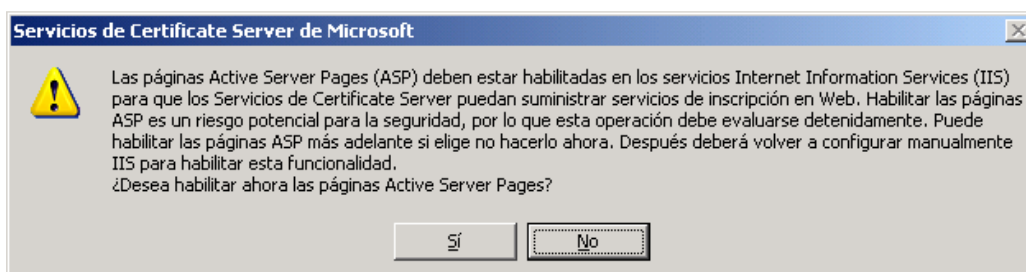 Servicios de Certificate Server de Microsoft
Las páginas Active Server Pages (ASP) deben estar habilitadas en los servicios Internet Information Services (IIS)
para que los Servicios de Certificate Server puedan suministrar servicios de inscripción en Web. Habilitar las páginas
ASP es un riesgo potencial para la seguridad, por lo que esta operación debe evaluarse detenidamente. Puede
habilitar las páginas ASP más adelante si elige no hacerlo ahora. Después deberá volver a configurar manualmente
IIS para habilitar esta funcionalidad.
¿Desea habilitar ahora las páginas Active Server Pages?
Sí
No